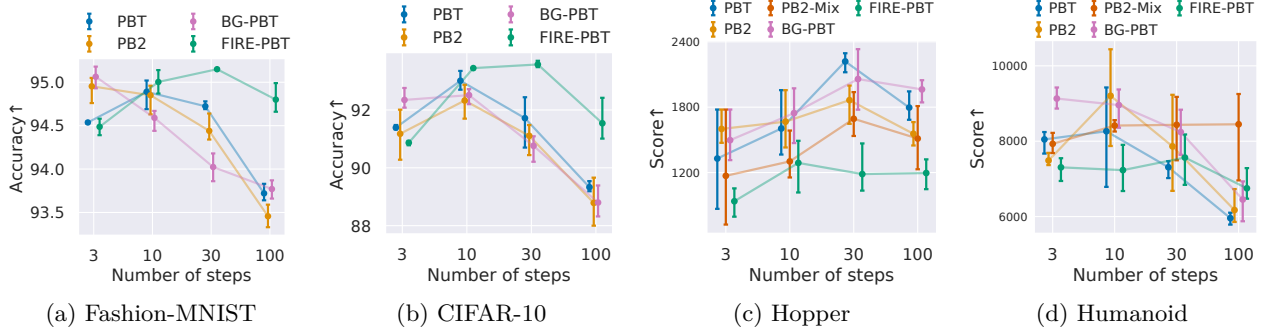 PBT BG-PBT
PB2 FIRE-PBT
Accuracy↑
95.0
94.5
94.0
93.5
3 10 30 100
Number of steps
(a) Fashion-MNIST
PBT BG-PBT
PB2 FIRE-PBT
Accuracy↑
92
90
88
3 10 30 100
Number of steps
(b) CIFAR-10
PBT PB2-Mix FIRE-PBT
PB2 BG-PBT
Score↑
2400
1800
1200
3 10 30 100
Number of steps
(c) Hopper
PBT PB2-Mix FIRE-PBT
PB2 BG-PBT
Score↑
10000
8000
6000
3 10 30 100
Number of steps
(d) Humanoid